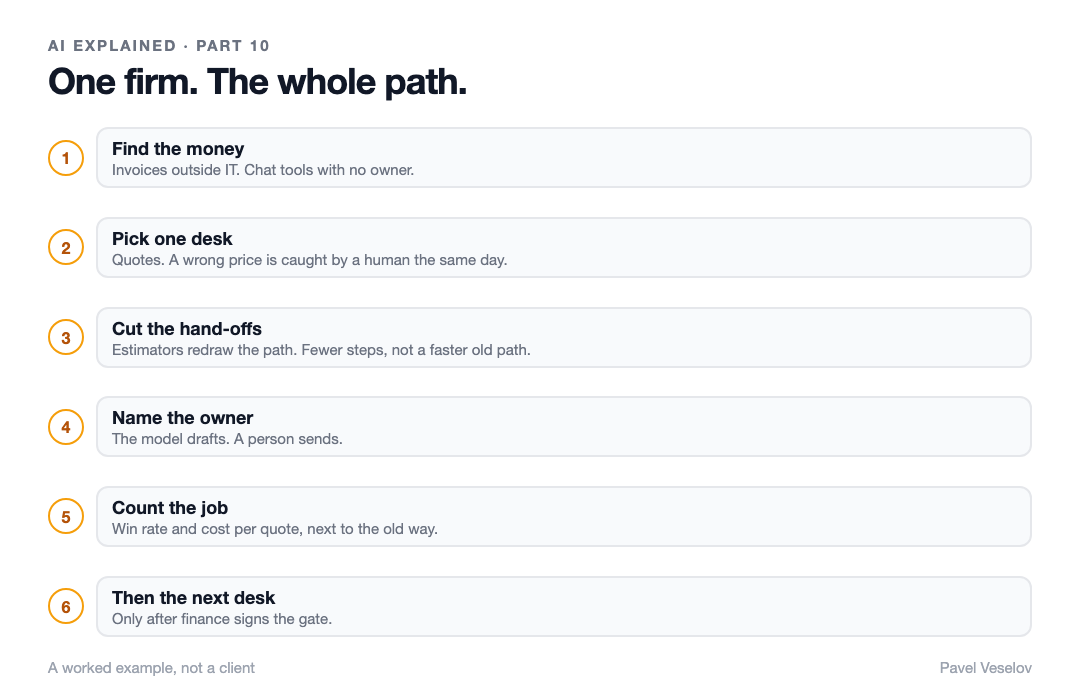 AI EXPLAINED · PART 10
One firm. The whole path.
1
Find the money
Invoices outside IT. Chat tools with no owner.
2
Pick one desk
Quotes. A wrong price is caught by a human the same day.
3
Cut the hand-offs
Estimators redraw the path. Fewer steps, not a faster old path.
4
Name the owner
The model drafts. A person sends.
5
Count the job
Win rate and cost per quote, next to the old way.
6
Then the next desk
Only after finance signs the gate.
A worked example, not a client
Pavel Veselov